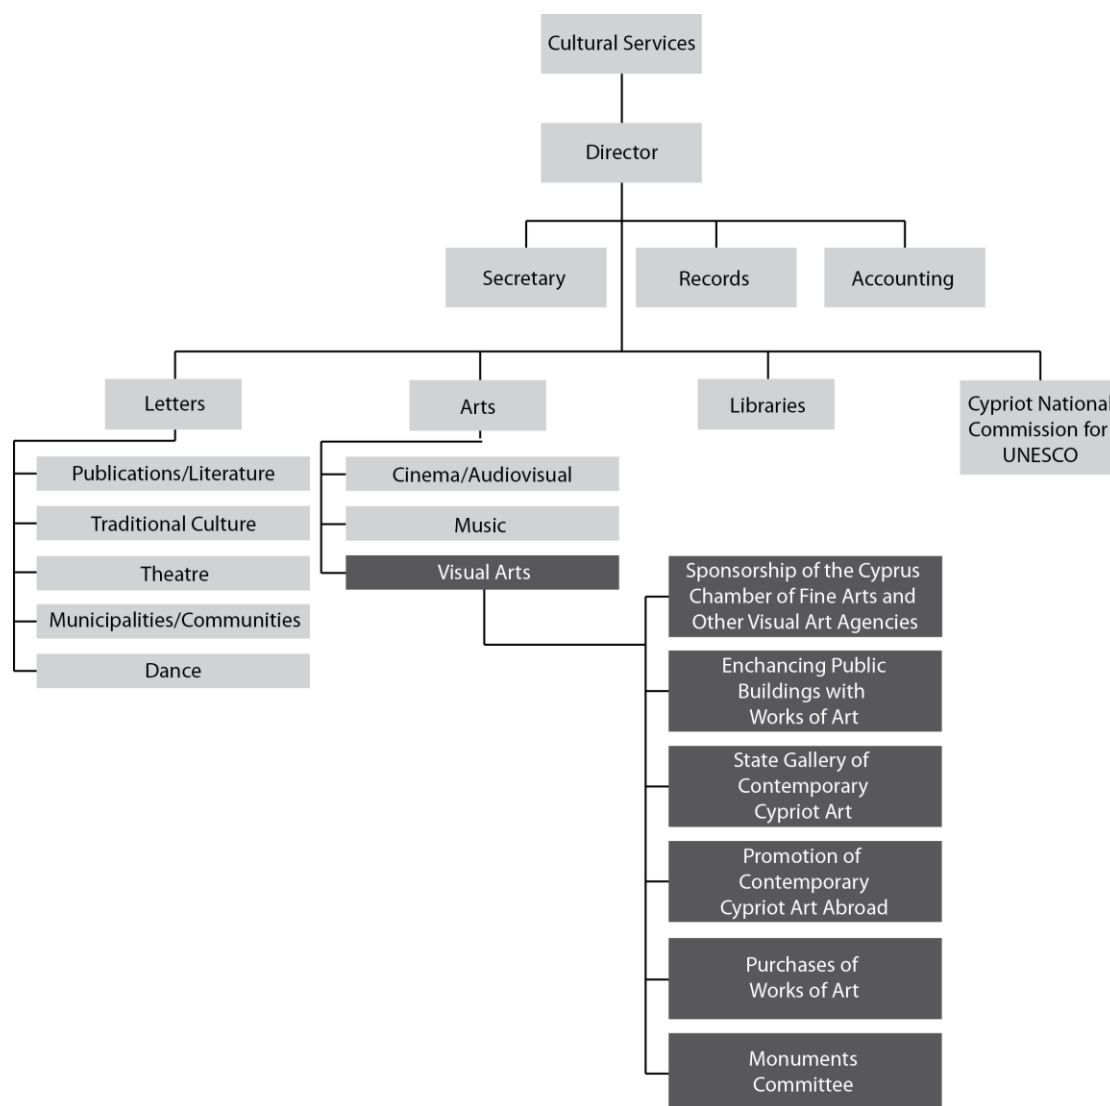 Cultural Services
Director
Secretary
Records
Accounting
Letters
Arts
Libraries
Cypriot National
Commission for
UNESCO
Publications/Literature
Traditional Culture
Theatre
Municipalities/Communities
Dance
Cinema/Audiovisual
Music
Visual Arts
Sponsorship of the Cyprus
Chamber of Fine Arts and
Other Visual Art Agencies
Enchancing Public
Buildings with
Works of Art
State Gallery of
Contemporary
Cypriot Art
Promotion of
Contemporary
Cypriot Art Abroad
Purchases of
Works of Art
Monuments
Committee